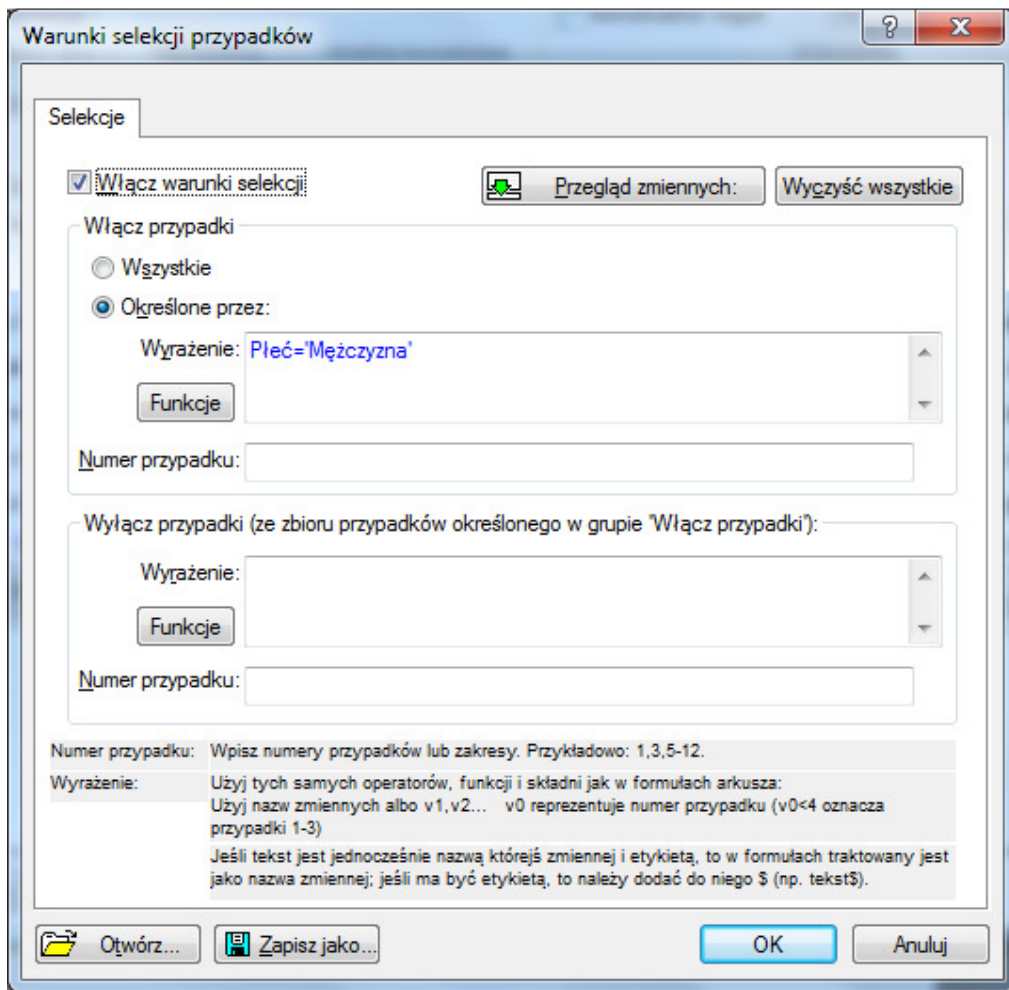 Warunki selekcji przypadków
Selekcje
Włącz warunki selekcji
Przegląd zmiennych:
Wyczyść wszystkie
Włącz przypadki
Wszystkie
Określone przez:
Wyrażenie: Płeć='Mężczyzna'
Funkcje
Numer przypadku:
Wyłącz przypadki (ze zbioru przypadków określonego w grupie 'Włącz przypadki'):
Wyrażenie:
Funkcje
Numer przypadku:
Numer przypadku: Wpisz numery przypadków lub zakresy. Przykładowo: 1,3,5-12.
Wyrażenie: Użyj tych samych operatorów, funkcji i składni jak w formułach arkusza:
Użyj nazw zmiennych albo v1,v2... v0 reprezentuje numer przypadku (v0<4 oznacza
przypadki 1-3)
Jeśli tekst jest jednocześnie nazwą którejś zmiennej i etykietą, to w formułach traktowany jest
jako nazwa zmiennej; jeśli ma być etykietą, to należy dodać do niego $ (np. tekst$).
Otwórz...
Zapisz jako...
OK
Anuluj